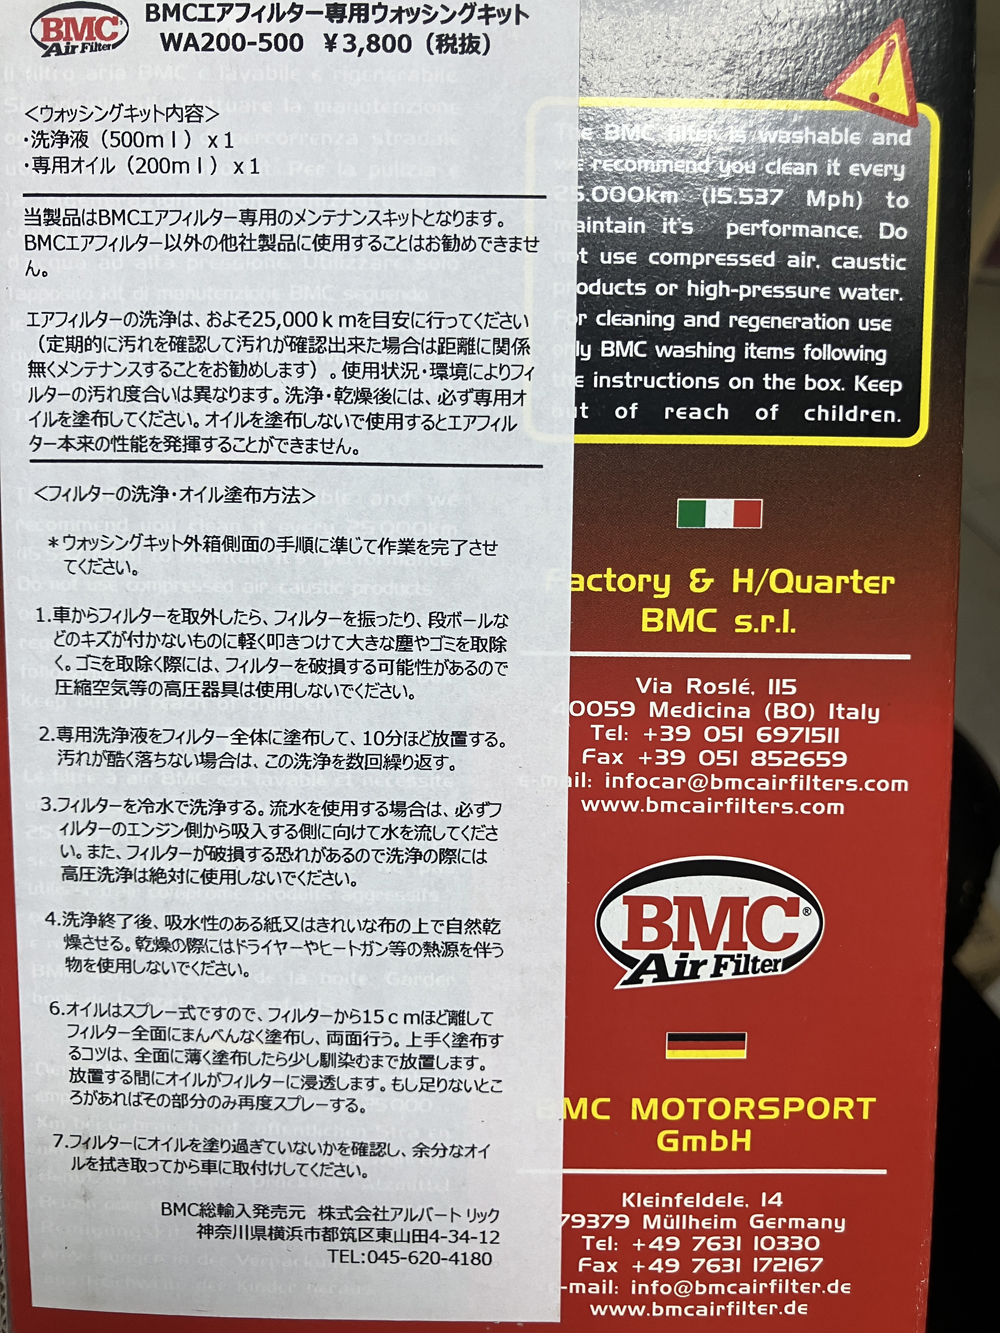 BMC
Air Filter
BMCエアフィルター専用ウォッシングキット
WA200-500 ¥3,800（税抜）
＜ウォッシングキット内容＞
・洗浄液（500ｍｌ）ｘ１
・専用オイル（200ｍｌ）ｘ１
当製品はBMCエアフィルター専用のメンテナンスキットとなります。
BMCエアフィルター以外の他社製品に使用することはお勧めできませ
ん。
エアフィルターの洗浄は、およそ25,000ｋｍを目安に行ってください
（定期的に汚れを確認して汚れが確認出来た場合は距離に関係
無くメンテナンスすることをお勧めします）。使用状況・環境によりフィ
ルターの汚れ度合いは異なります。洗浄・乾燥後には、必ず専用オ
イルを塗布してください。オイルを塗布しないで使用するとエアフィル
ター本来の性能を発揮することができません。
＜フィルターの洗浄・オイル塗布方法＞
＊ウォッシングキット外箱側面の手順に準じて作業を完了させ
てください。
1.車からフィルターを取外したら、フィルターを振ったり、段ボールな
どのキズが付かないものに軽く叩きつけて大きな塵やゴミを取除
く。ゴミを取除く際には、フィルターを破損する可能性があるので
圧縮空気等の高圧器具は使用しないでください。
2.専用洗浄液をフィルター全体に塗布して、10分ほど放置する。
汚れが酷く落ちない場合は、この洗浄を数回繰り返す。
3.フィルターを冷水で洗浄する。流水を使用する場合は、必ずフ
ィルターのエンジン側から吸入する側に向けて水を流してくださ
い。また、フィルターが破損する恐れがあるので洗浄の際には
高圧洗浄は絶対に使用しないでください。
4.洗浄終了後、吸水性のある紙又はきれいな布の上で自然乾
燥させる。乾燥の際にはドライヤーやヒートガン等の熱源を伴う
物を使用しないでください。
6.オイルはスプレー式ですので、フィルターから15ｃｍほど離して
フィルター全面にまんべんなく塗布し、両面行う。上手く塗布す
るコツは、全面に薄く塗布したら少し馴染むまで放置します。
放置する間にオイルがフィルターに浸透します。もし足りないとこ
ろがあればその部分のみ再度スプレーする。
7.フィルターにオイルを塗り過ぎていないかを確認し、余分なオイ
ルを拭き取ってから車に取付けしてください。
BMC総輸入発売元 株式会社アルバートリック
神奈川県横浜市都筑区東山田4-34-12
TEL:045-620-4180
The BMC filter is washable and
we recommend you clean it every
25.000km (15.537 Mph) to
maintain it's performance. Do
not use compressed air, caustic
products or high-pressure water.
For cleaning and regeneration use
only BMC washing items following
the instructions on the box. Keep
out of reach of children.
Factory & H/Quarter
BMC s.r.l.
Via Roslé, 115
40059 Medicina (BO) Italy
Tel: +39 051 6971511
Fax +39 051 852659
e-mail: infocar@bmcairfilters.com
www.bmcairfilters.com
BMC®
Air Filter
BMC MOTORSPORT
GmbH
Kleinfeldele, 14
79379 Müllheim Germany
Tel: +49 7631 10330
Fax +49 7631 172167
e-mail: info@bmcairfilter.de
www.bmcairfilter.de